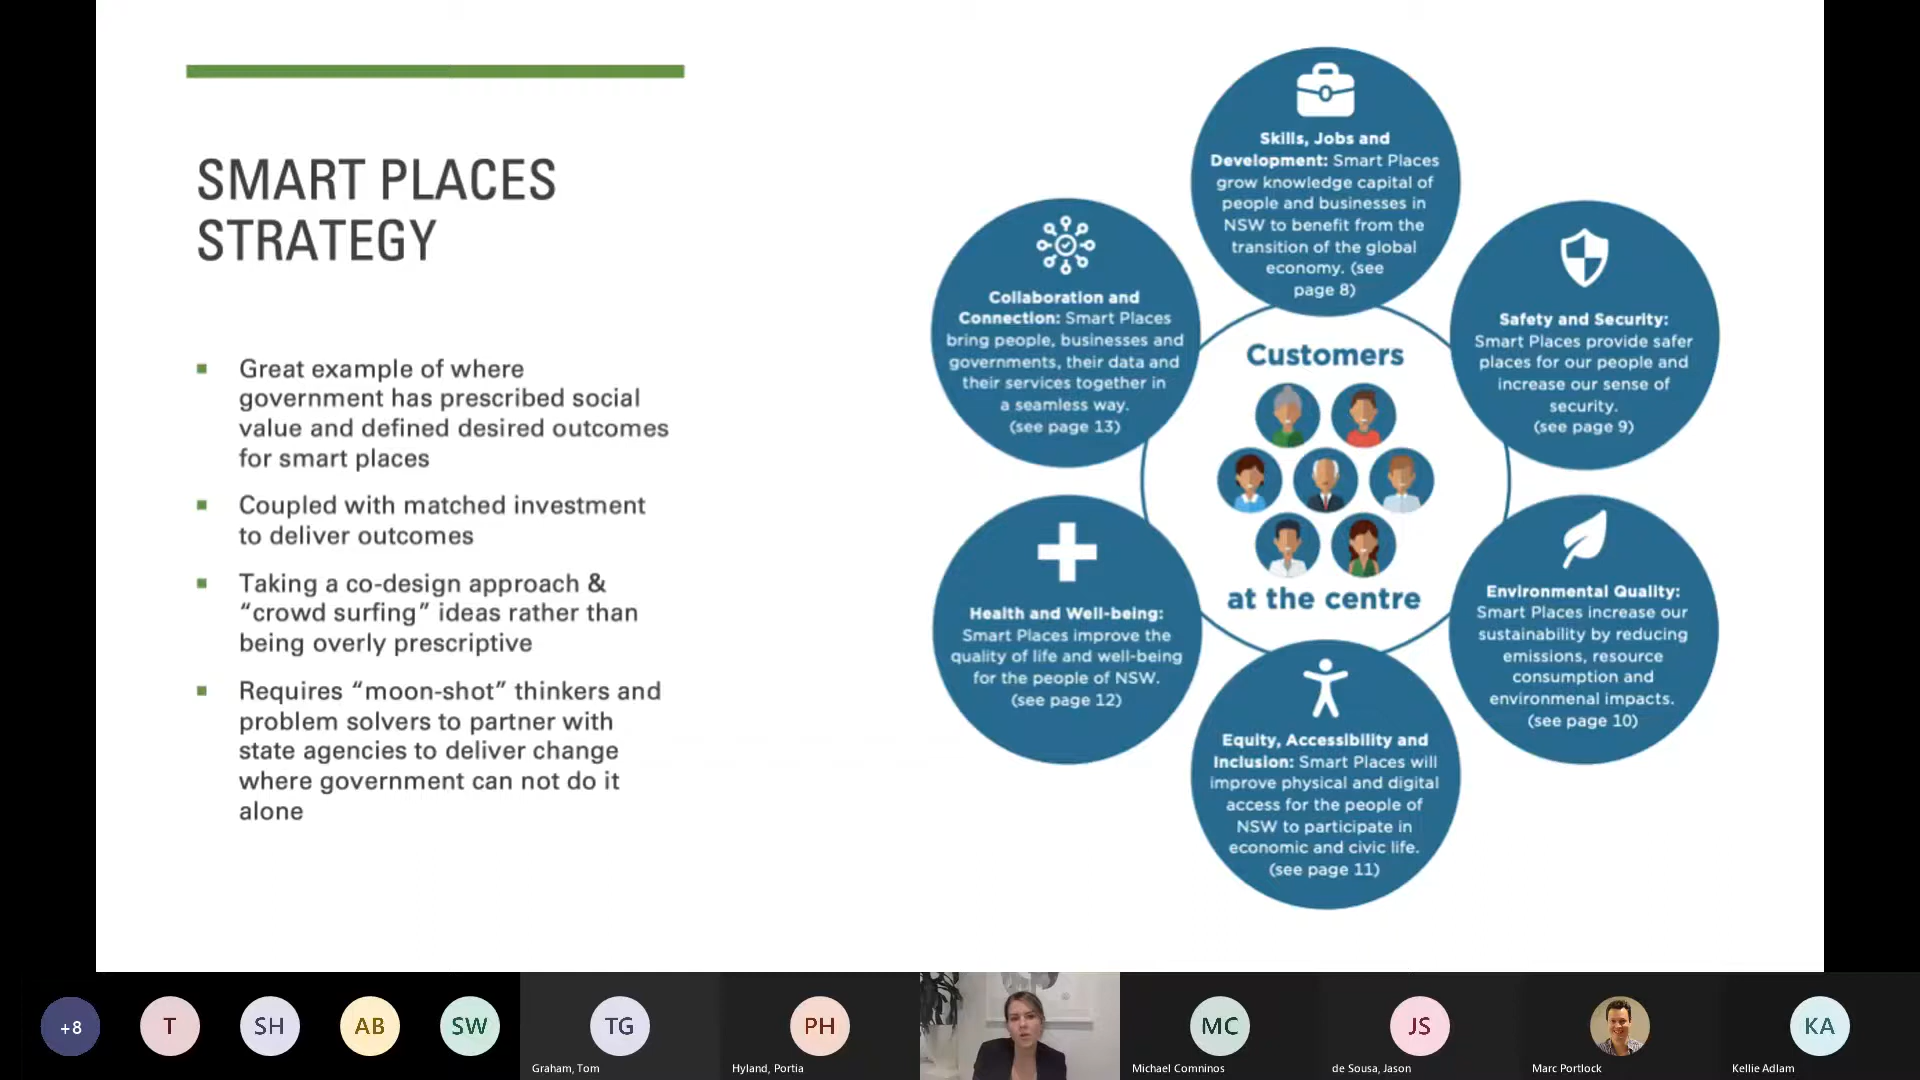 SMART PLACES
STRATEGY
Great example of where
government has prescribed social
value and defined desired outcomes
for smart places
Coupled with matched investment
to deliver outcomes
Taking a co-design approach &
“crowd surfing” ideas rather than
being overly prescriptive
Requires “moon-shot” thinkers and
problem solvers to partner with
state agencies to deliver change
where government can not do it
alone
Skills, Jobs and
Development: Smart Places
grow knowledge capital of
people and businesses in
NSW to benefit from the
transition of the global
economy. (see
page 8)
Safety and Security:
Smart Places provide safer
places for our people and
increase our sense of
security.
(see page 9)
Environmental Quality:
Smart Places increase our
sustainability by reducing
emissions, resource
consumption and
environmenal impacts.
(see page 10)
Equity, Accessibility and
Inclusion: Smart Places will
improve physical and digital
access for the people of
NSW to participate in
economic and civic life.
(see page 11)
Health and Well-being:
Smart Places improve the
quality of life and well-being
for the people of NSW.
(see page 12)
Collaboration and
Connection: Smart Places
bring people, businesses and
governments, their data and
their services together in
a seamless way.
(see page 13)
Customers
at the centre
+8
T
SH
AB
SW
TG
Graham, Tom
PH
Hyland, Portia
MC
Michael Comninos
JS
de Sousa, Jason
Marc Portlock
KA
Kellie Adlam